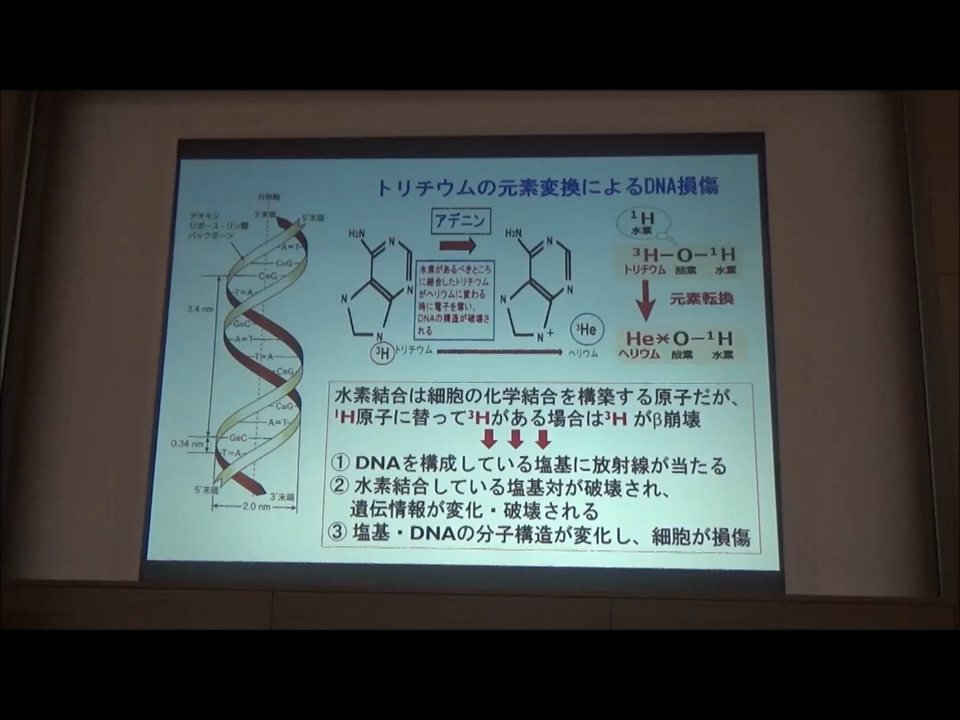 トリチウムの元素変換によるDNA損傷
対称軸
3'末端
5'末端
デオキシ
リボース・リン酸
バックボーン
A=T
C≡G
C≡G
T=A
3.4 nm
G≡C
A=T
T=A
C≡G
C≡G
A=T
G≡C
0.34 nm
T=A
5'末端
3'末端
2.0 nm
アデニン
H₂N
N
N
N
N
³H
トリチウム
水素があるべきところ
に結合したトリチウム
がヘリウムに変わる
時に電子を奪い、
DNAの構造が破壊さ
れる
H₂N
N
N
N
N+
³He
ヘリウム
¹H
水素
³H-O-¹H
トリチウム 酸素 水素
元素転換
He*O-¹H
ヘリウム 酸素 水素
水素結合は細胞の化学結合を構築する原子だが、
¹H原子に替って³Hがある場合は³H がβ崩壊
① DNAを構成している塩基に放射線が当たる
② 水素結合している塩基対が破壊され、
遺伝情報が変化・破壊される
③ 塩基・DNAの分子構造が変化し、細胞が損傷